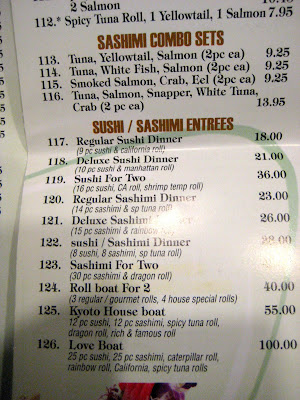 2 Salmon
112.* Spicy Tuna Roll, 1 Yellowtail, 1 Salmon 7.95
SASHIMI COMBO SETS
113. Tuna, Yellowtail, Salmon (2pc ea) 9.25
114. Tuna, White Fish, Salmon (2pc ea) 9.25
115. Smoked Salmon, Crab, Eel (2pc ea) 9.25
116. Tuna, Salmon, Snapper, White Tuna,
Crab (2 pc ea) 13.95
SUSHI / SASHIMI ENTREES
117. Regular Sushi Dinner 18.00
(9 pc sushi & california roll)
118. Deluxe Sushi Dinner 21.00
(10 pc sushi & manhattan roll)
119. Sushi For Two 36.00
(16 pc sushi, CA roll, shrimp temp roll)
120. Regular Sashimi Dinner 23.00
(14 pc sashimi & sp tuna roll)
121. Deluxe Sashimi Dinner 26.00
(15 pc sashimi & rainbow roll)
122. sushi / Sashimi Dinner 28.00
(8 sushi, 8 sashimi, sp tuna roll)
123. Sashimi For Two
(30 pc sashimi & dragon roll)
124. Roll boat For 2 40.00
(3 regular / gourmet rolls, 4 house special rolls)
125. Kyoto House boat 55.00
12 pc sushi, 12 pc sashimi, spicy tuna roll,
dragon roll, rich & famous roll
126. Love Boat 100.00
25 pc sushi, 25 pc sashimi, caterpillar roll,
rainbow roll, California, spicy tuna rolls